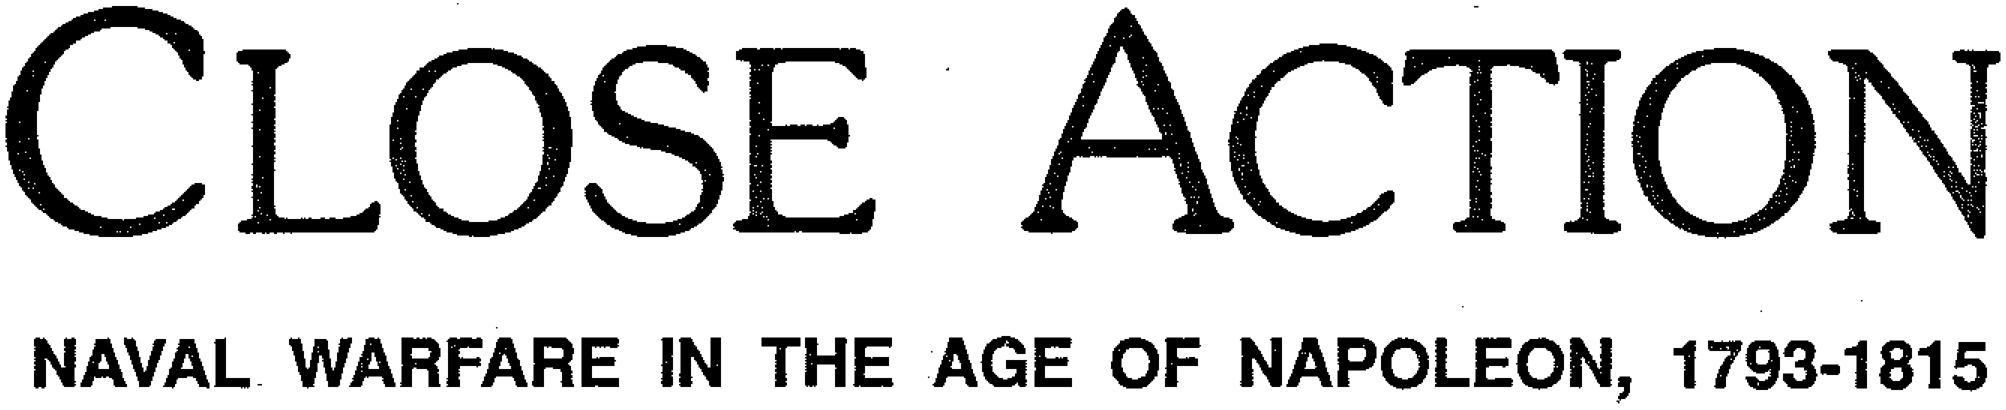 CLOSE ACTION
NAVAL WARFARE IN THE AGE OF NAPOLEON, 1793-1815